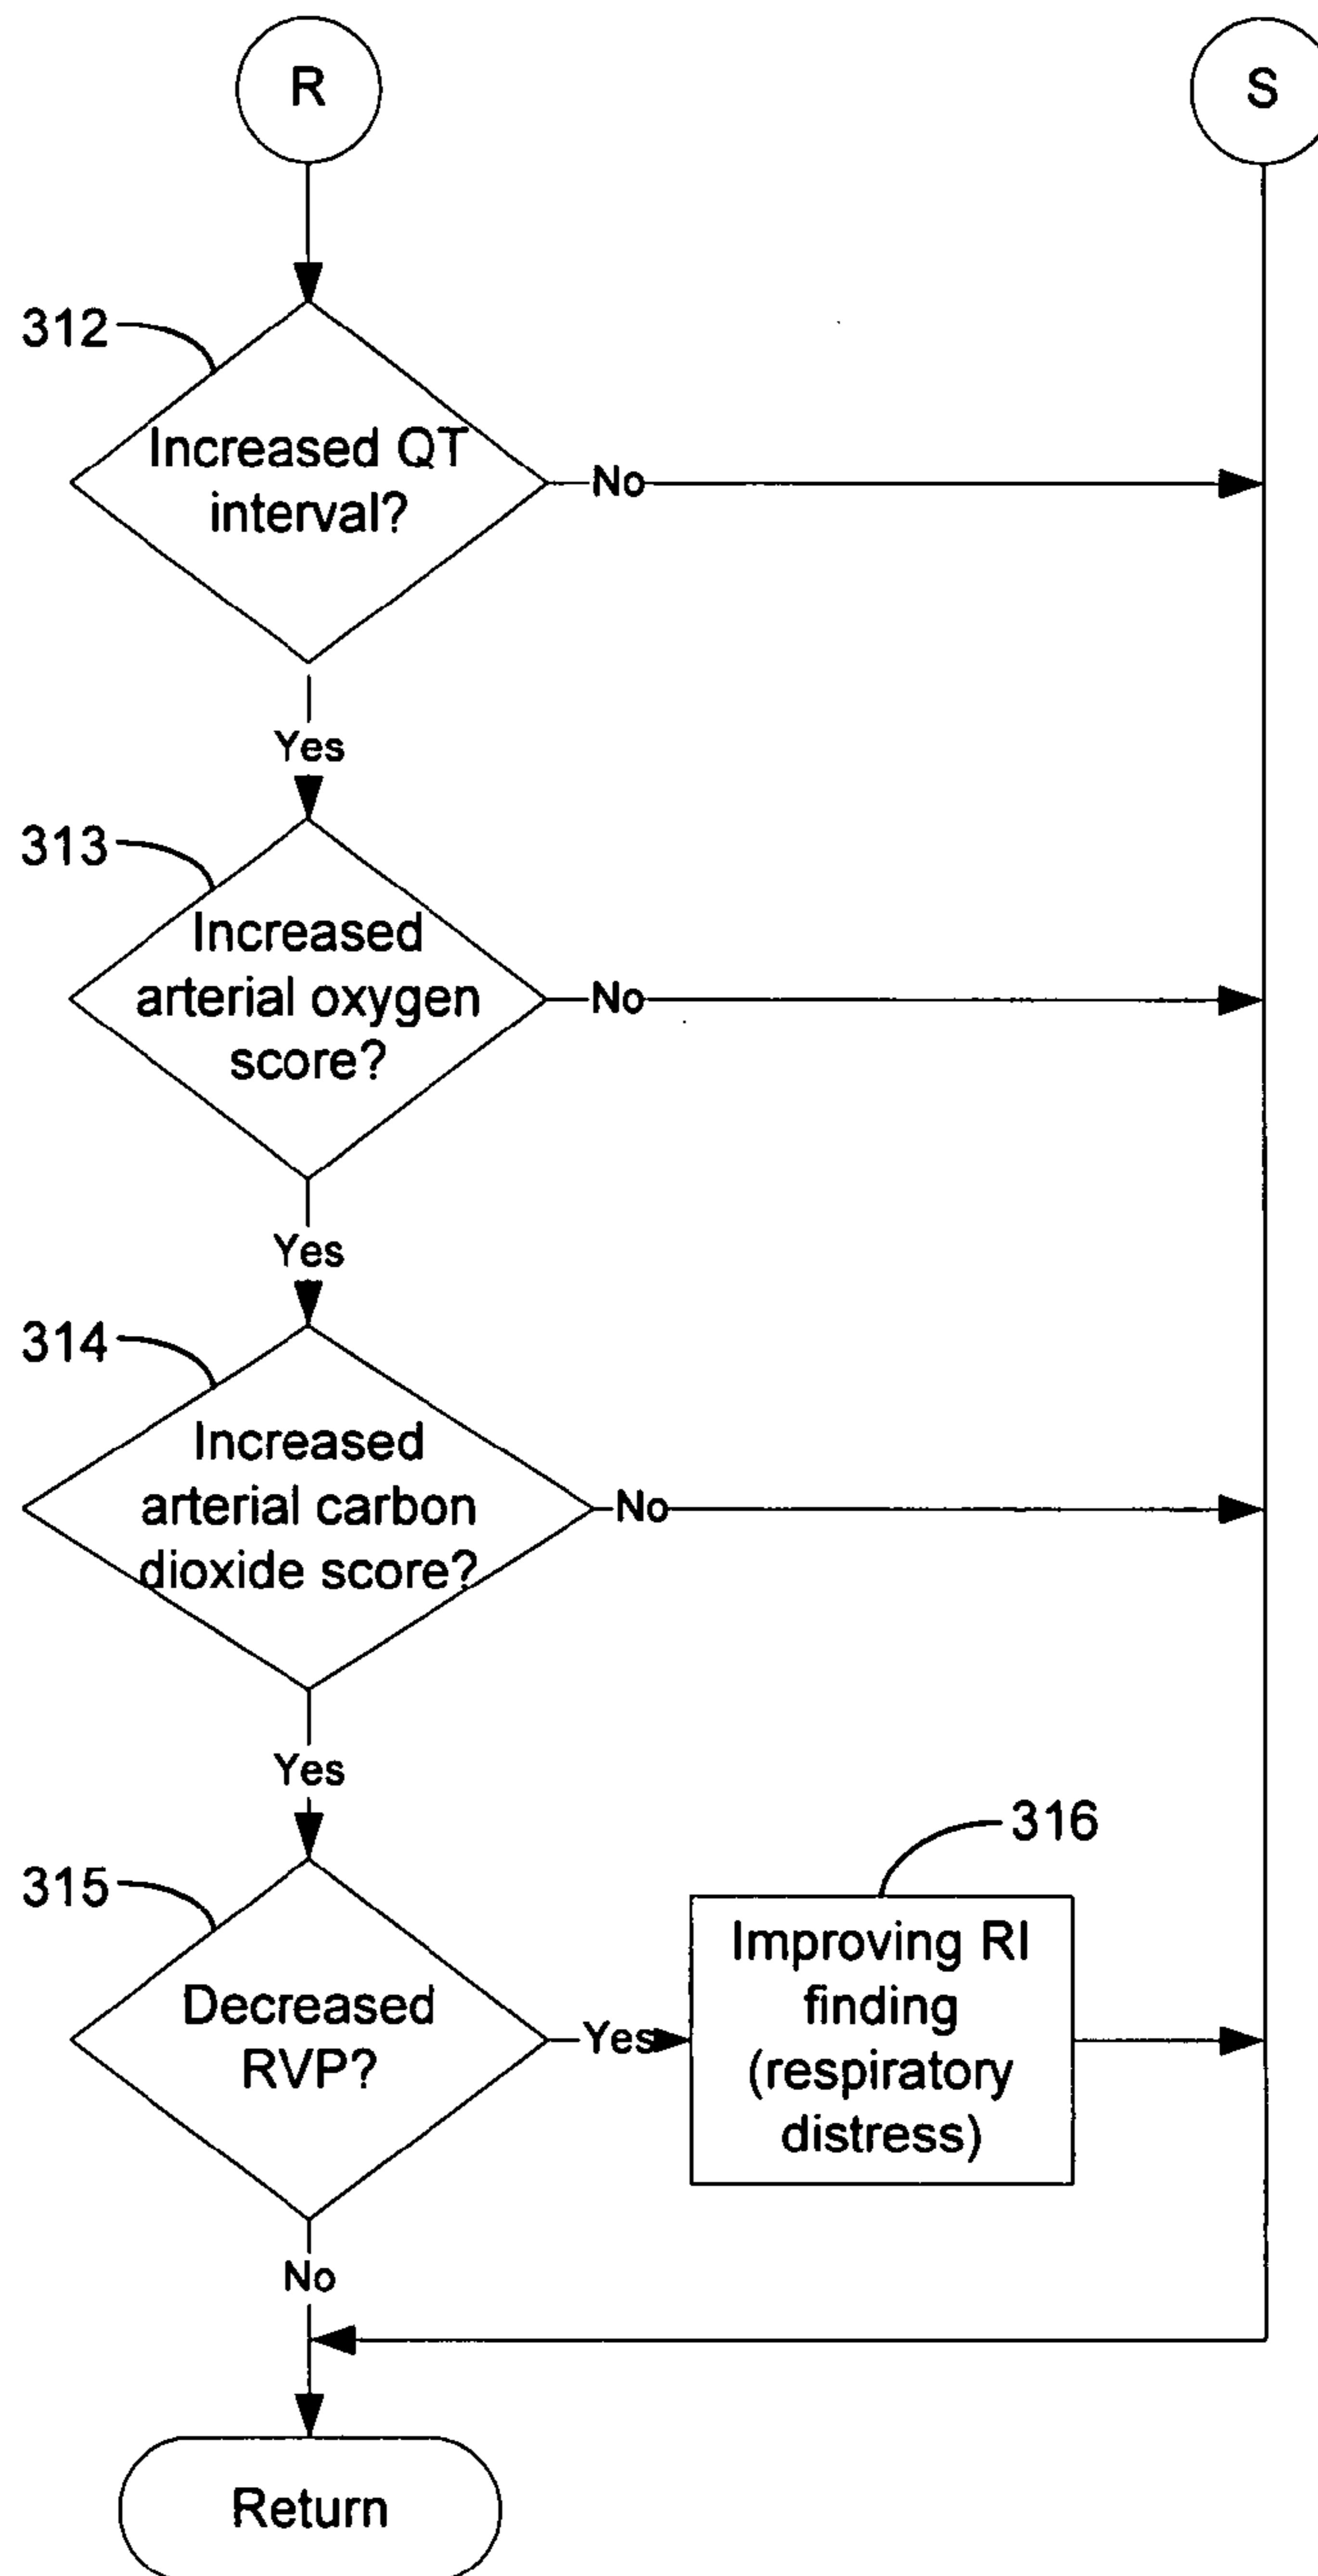 R
S
312
Increased QT
interval?
No
Yes
313
Increased
arterial oxygen
score?
No
Yes
314
Increased
arterial carbon
dioxide score?
No
Yes
315
Decreased
RVP?
Yes
316
Improving RI
finding
(respiratory
distress)
No
Return